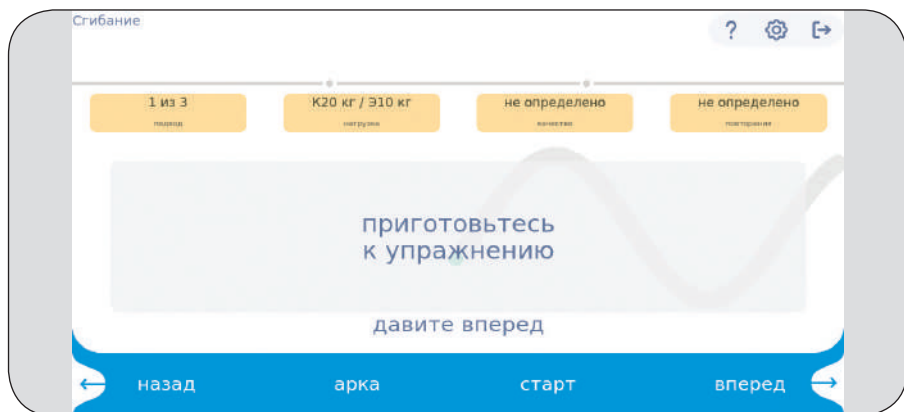 Сгибание
?
1 из 3
подход
К20 кг / Э10 кг
нагрузка
не определено
качество
не определено
повторения
приготовьтесь
к упражнению
давите вперед
← назад
арка
старт
вперед →